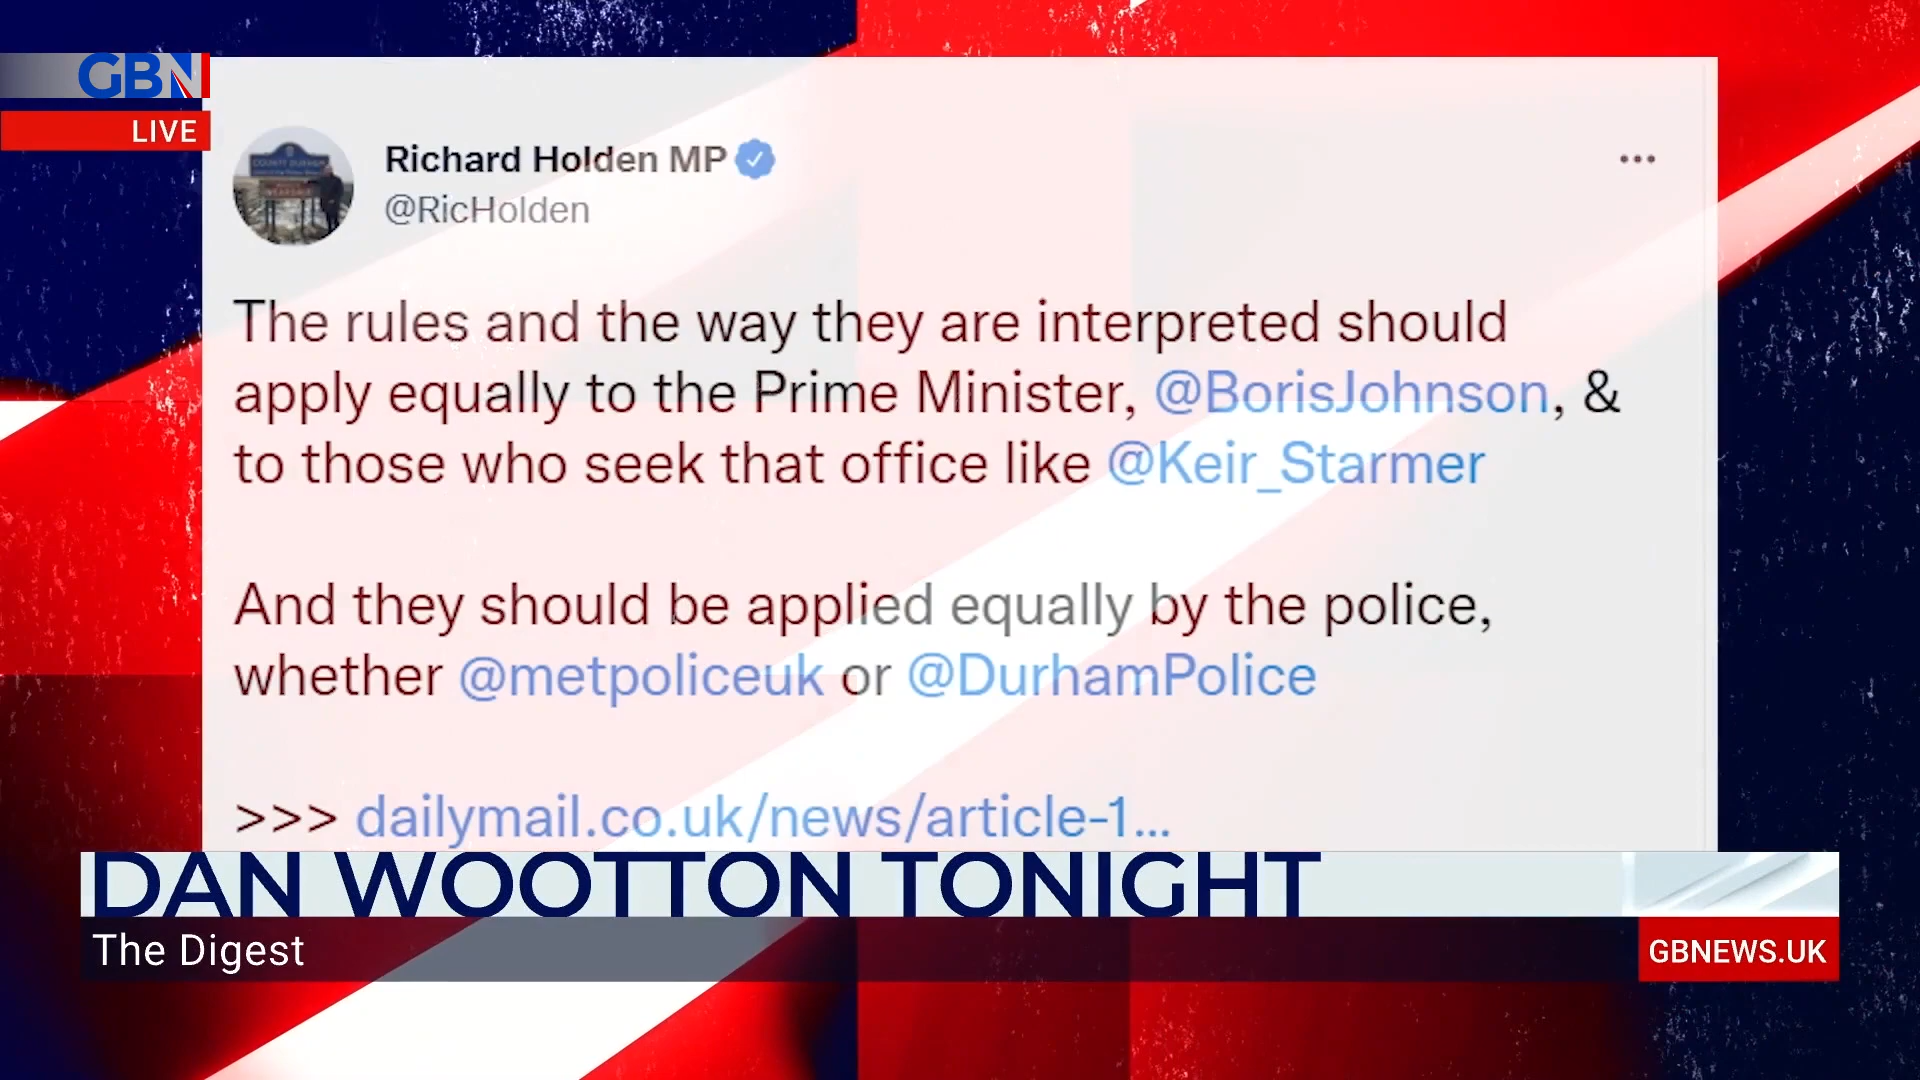 GBN
LIVE
Richard Holden MP
@RicHolden
The rules and the way they are interpreted should
apply equally to the Prime Minister, @BorisJohnson, &
to those who seek that office like @Keir_Starmer
And they should be applied equally by the police,
whether @metpoliceuk or @DurhamPolice
>>> dailymail.co.uk/news/article-1...
DAN WOOTTON TONIGHT
The Digest
GBNEWS.UK